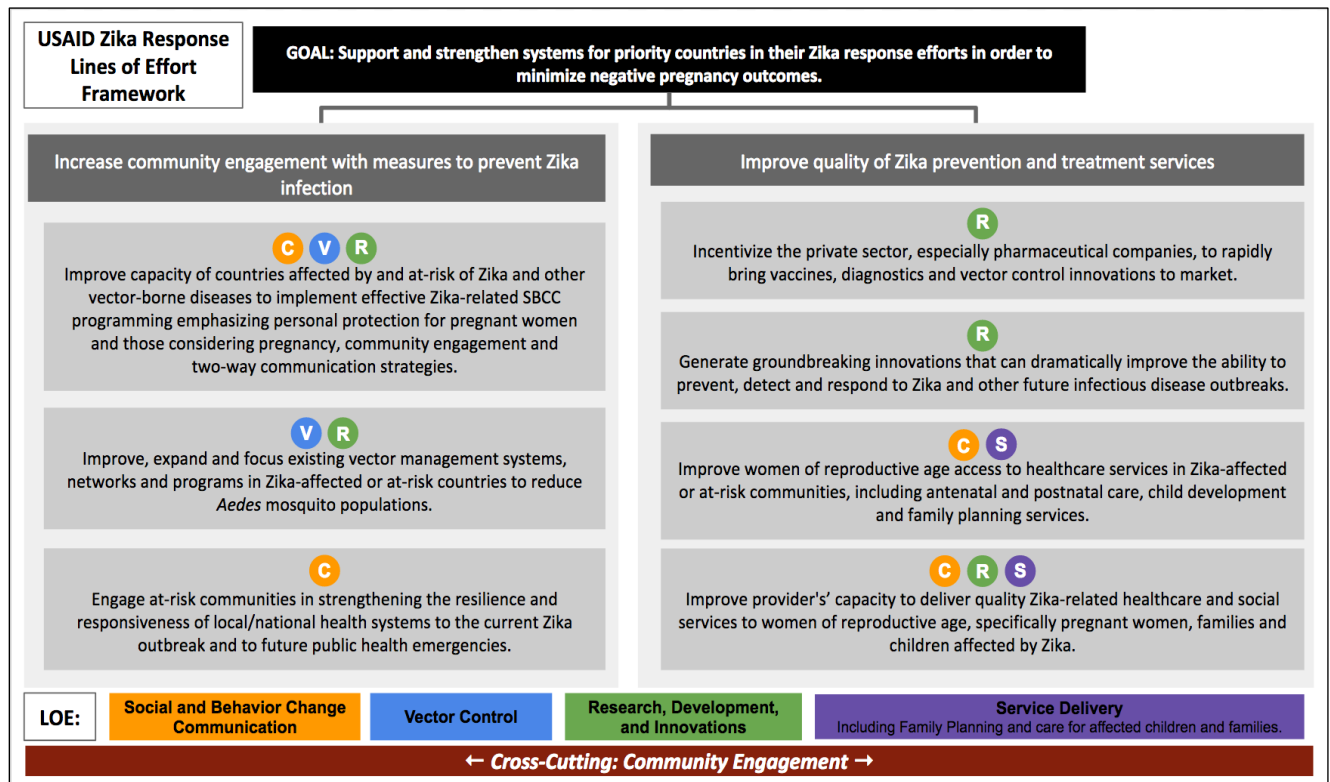 USAID Zika Response
Lines of Effort
Framework
GOAL: Support and strengthen systems for priority countries in their Zika response efforts in order to
minimize negative pregnancy outcomes.
Increase community engagement with measures to prevent Zika
infection
C V R
Improve capacity of countries affected by and at-risk of Zika and other
vector-borne diseases to implement effective Zika-related SBCC
programming emphasizing personal protection for pregnant women
and those considering pregnancy, community engagement and
two-way communication strategies.
V R
Improve, expand and focus existing vector management systems,
networks and programs in Zika-affected or at-risk countries to reduce
Aedes mosquito populations.
C
Engage at-risk communities in strengthening the resilience and
responsiveness of local/national health systems to the current Zika
outbreak and to future public health emergencies.
Improve quality of Zika prevention and treatment services
R
Incentivize the private sector, especially pharmaceutical companies, to rapidly
bring vaccines, diagnostics and vector control innovations to market.
R
Generate groundbreaking innovations that can dramatically improve the ability to
prevent, detect and respond to Zika and other future infectious disease outbreaks.
C S
Improve women of reproductive age access to healthcare services in Zika-affected
or at-risk communities, including antenatal and postnatal care, child development
and family planning services.
C R S
Improve provider's’ capacity to deliver quality Zika-related healthcare and social
services to women of reproductive age, specifically pregnant women, families and
children affected by Zika.
LOE:
Social and Behavior Change
Communication
Vector Control
Research, Development,
and Innovations
Service Delivery
Including Family Planning and care for affected children and families.
← Cross-Cutting: Community Engagement →